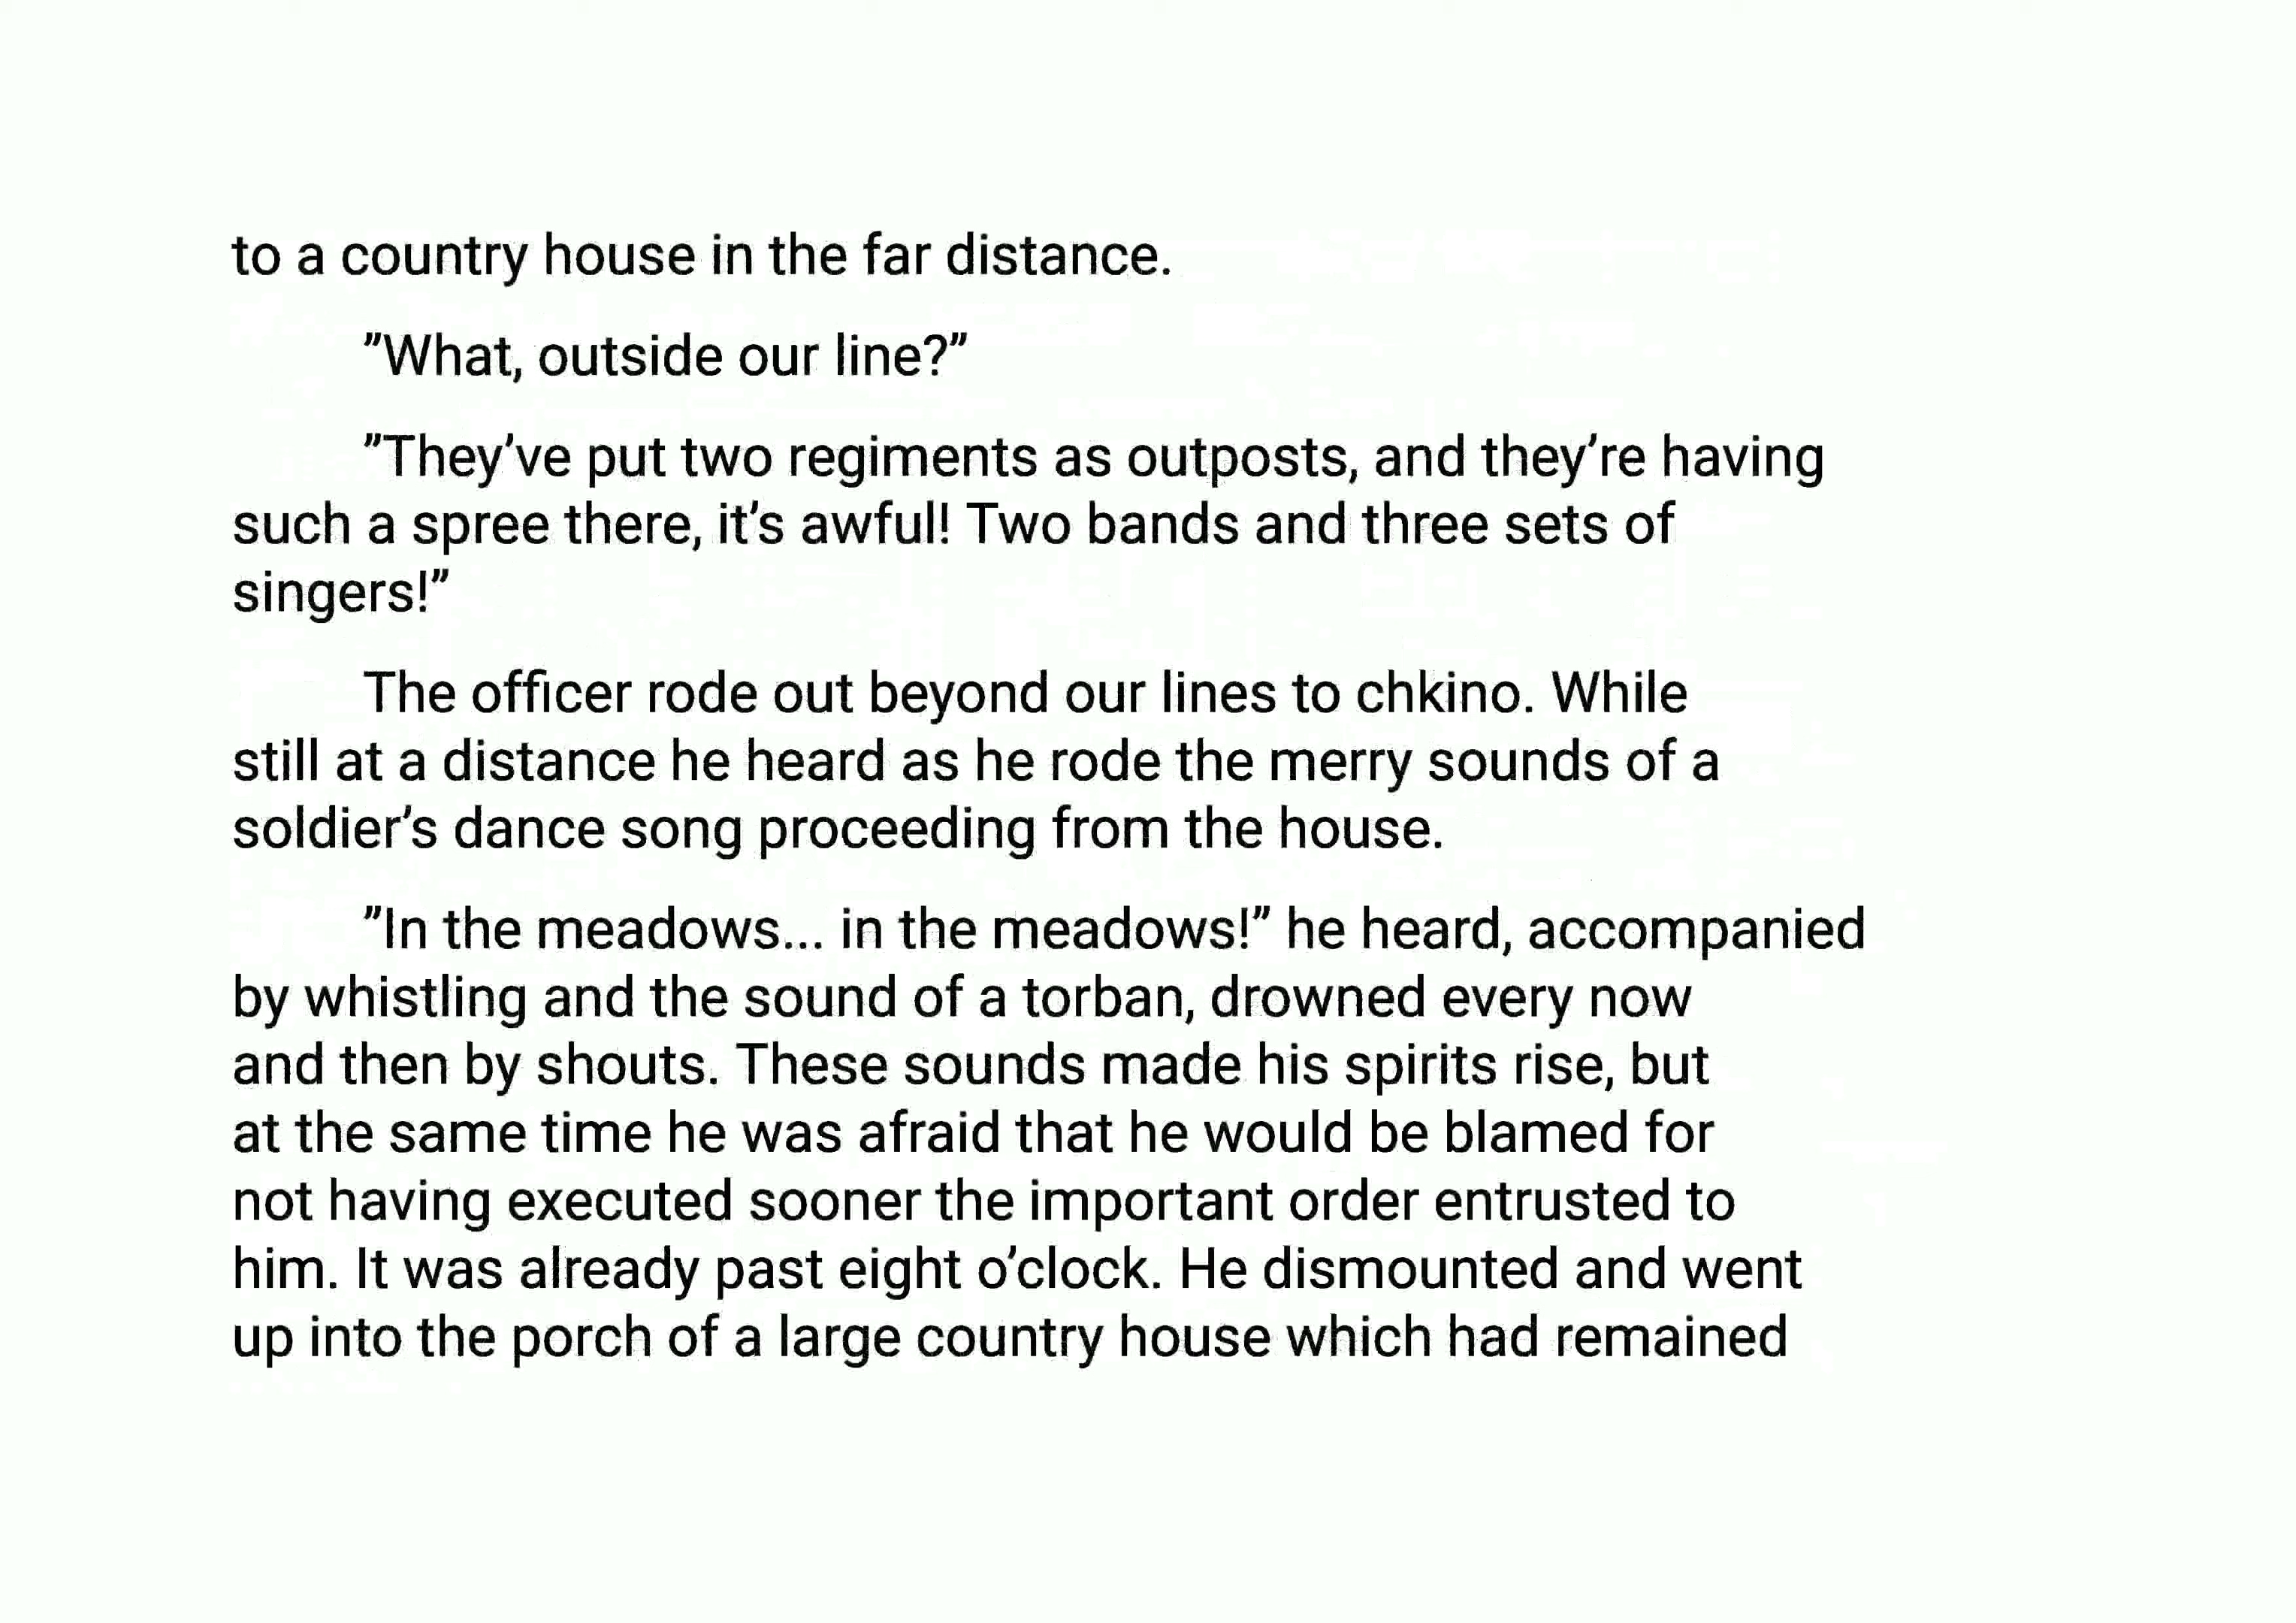 to a country house in the far distance.
”What, outside our line?”
”They’ve put two regiments as outposts, and they’re having
such a spree there, it’s awful! Two bands and three sets of
singers!”
The officer rode out beyond our lines to chkino. While
still at a distance he heard as he rode the merry sounds of a
soldier’s dance song proceeding from the house.
”In the meadows... in the meadows!” he heard, accompanied
by whistling and the sound of a torban, drowned every now
and then by shouts. These sounds made his spirits rise, but
at the same time he was afraid that he would be blamed for
not having executed sooner the important order entrusted to
him. It was already past eight o’clock. He dismounted and went
up into the porch of a large country house which had remained